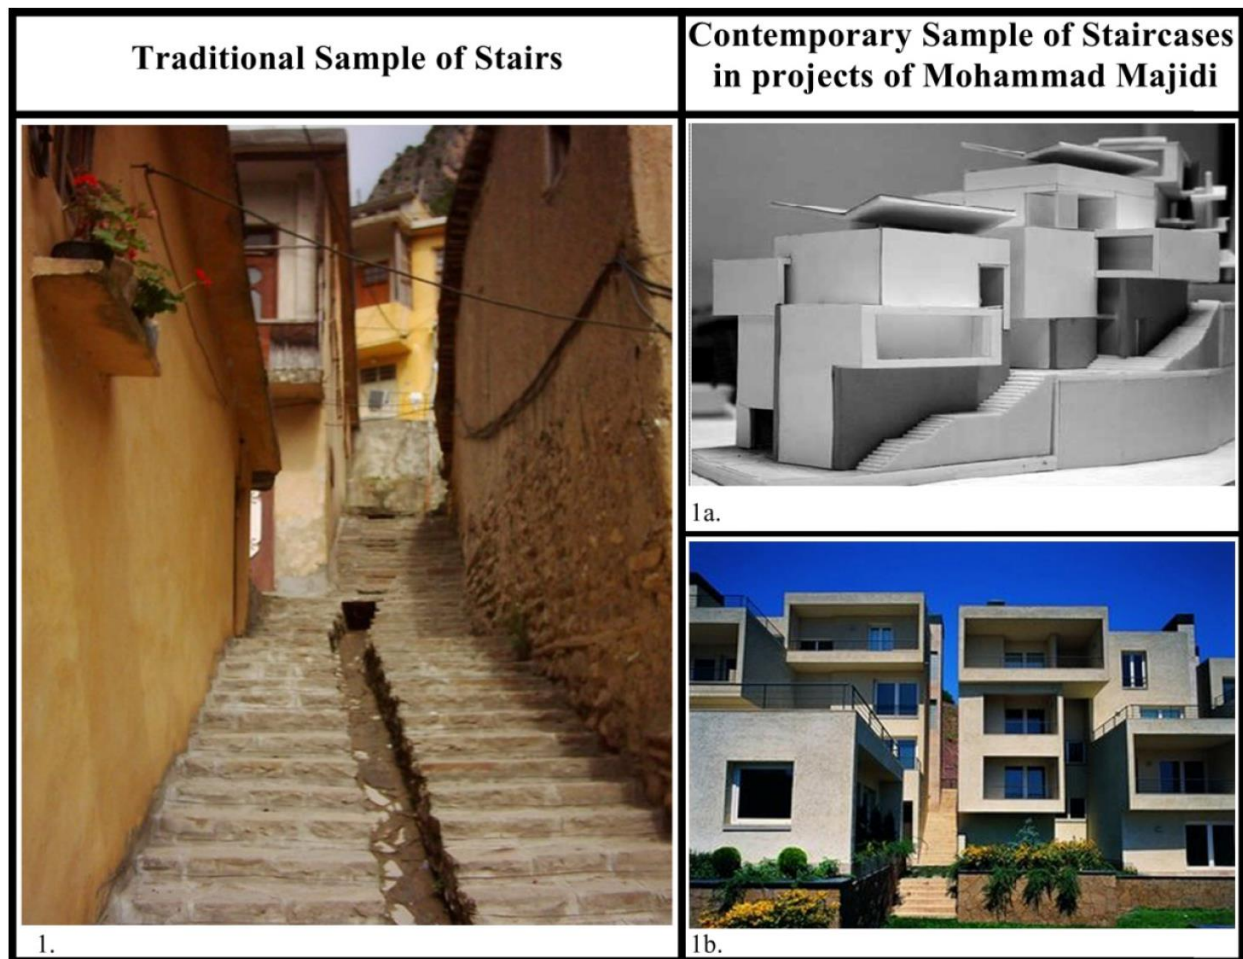 Traditional Sample of Stairs
Contemporary Sample of Staircases
in projects of Mohammad Majidi
1.
1a.
1b.